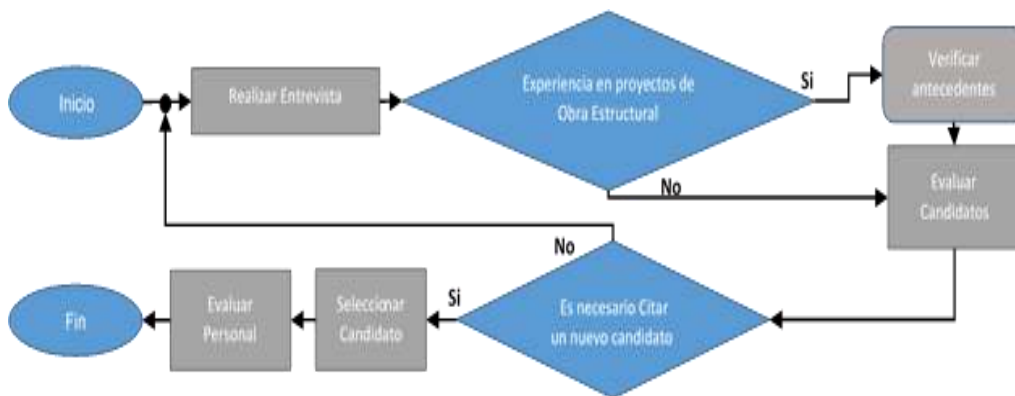 Inicio
Realizar Entrevista
Experiencia en proyectos de
Obra Estructural
Si
Verificar
antecedentes
No
Evaluar
Candidatos
No
Es necesario Citar
un nuevo candidato
Si
Seleccionar
Candidato
Evaluar
Personal
Fin